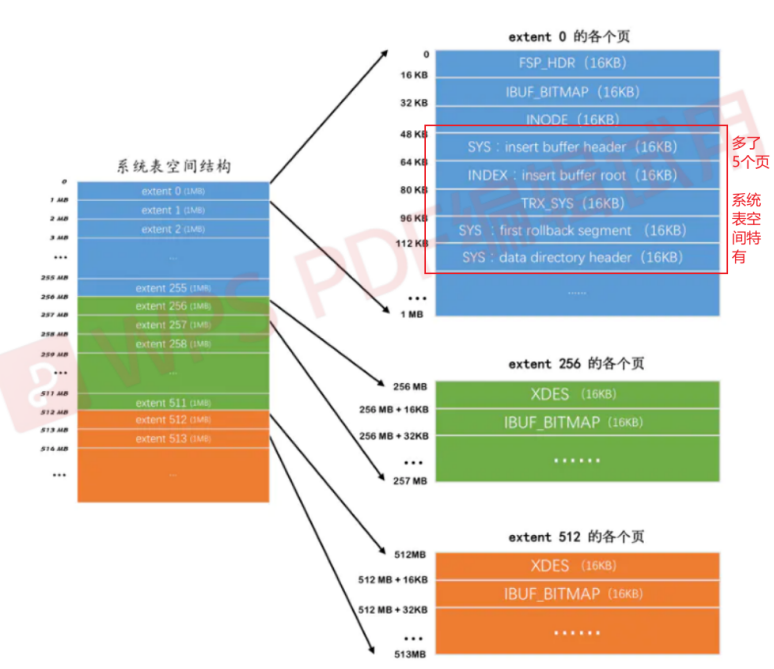 系统表空间结构
0
extent 0 (1MB)
1 MB
extent 1 (1MB)
2 MB
extent 2 (1MB)
3 MB
...
...
255 MB
extent 255 (1MB)
256 MB
extent 256 (1MB)
257 MB
extent 257 (1MB)
258 MB
extent 258 (1MB)
259 MB
...
...
511 MB
extent 511 (1MB)
512 MB
extent 512 (1MB)
513 MB
extent 513 (1MB)
514 MB
...
...
extent 0 的各个页
0
FSP_HDR（16KB）
16 KB
IBUF_BITMAP（16KB）
32 KB
INODE（16KB）
48 KB
SYS：insert buffer header（16KB）
64 KB
INDEX：insert buffer root（16KB）
80 KB
TRX_SYS（16KB）
96 KB
SYS：first rollback segment （16KB）
112 KB
SYS：data directory header（16KB）
...
......
1 MB
多了
5个页
系统
表空
间特
有
extent 256 的各个页
256 MB
XDES （16KB）
256 MB + 16KB
IBUF_BITMAP（16KB）
256 MB + 32KB
...
......
257 MB
extent 512 的各个页
512MB
XDES （16KB）
512 MB + 16KB
IBUF_BITMAP（16KB）
512 MB + 32KB
...
......
513MB
WPS PDF编辑试用